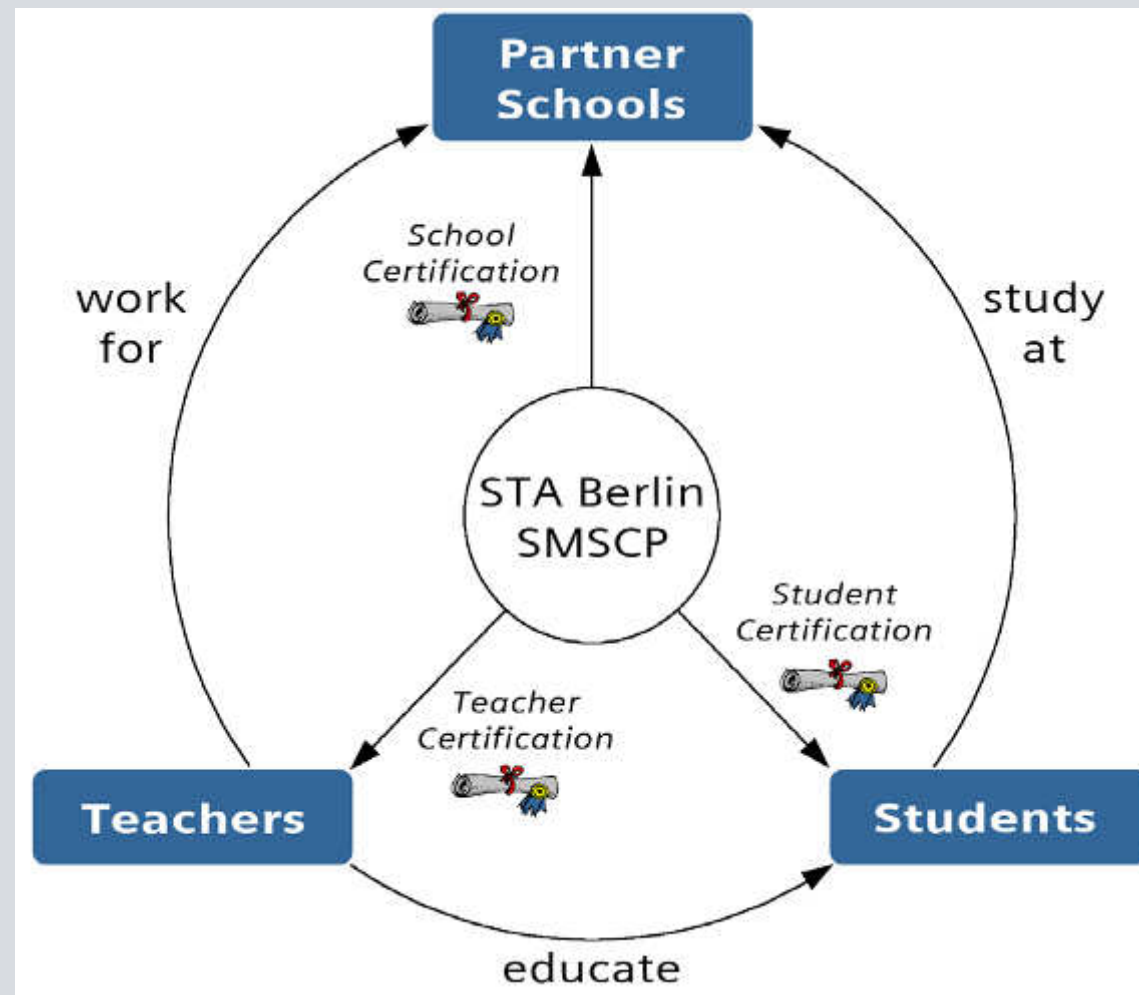 Partner
Schools
School
Certification
work
for
study
at
STA Berlin
SMSCP
Student
Certification
Teacher
Certification
Teachers
Students
educate